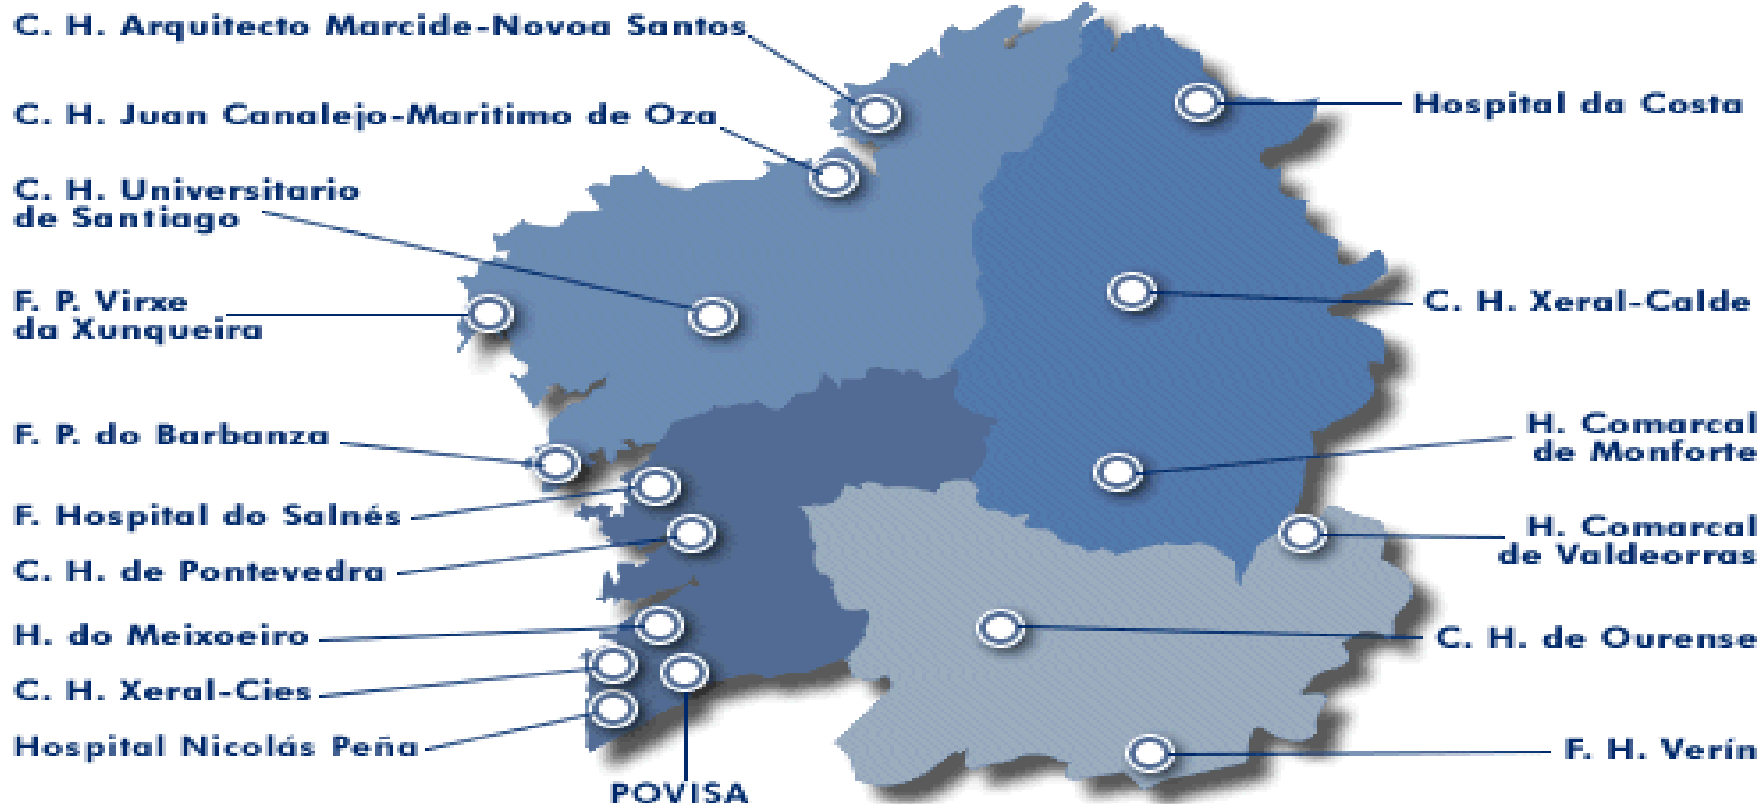 C. H. Arquitecto Marcide-Novoa Santos
C. H. Juan Canalejo-Maritimo de Oza
C. H. Universitario
de Santiago
F. P. Virxe
da Xunqueira
F. P. do Barbanza
F. Hospital do Salnés
C. H. de Pontevedra
H. do Meixoeiro
C. H. Xeral-Cies
Hospital Nicolás Peña
POVISA
Hospital da Costa
C. H. Xeral-Calde
H. Comarcal
de Monforte
H. Comarcal
de Valdeorras
C. H. de Ourense
F. H. Verín